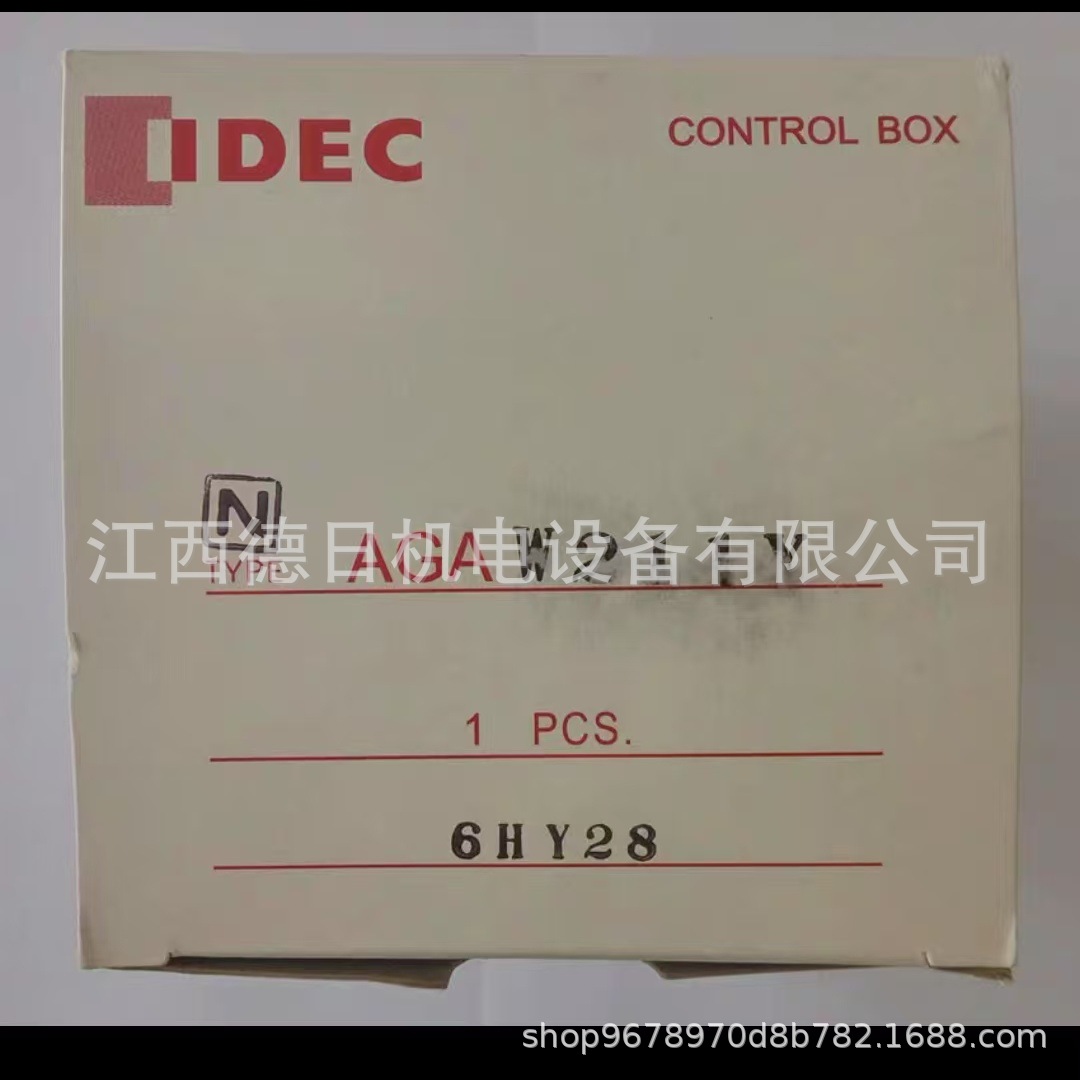 IDEC
CONTROL BOX
N
TYPE AGAW211Y
江西德日机电设备有限公司
1 PCS.
6HY28
shop9678970d8b782.1688.com